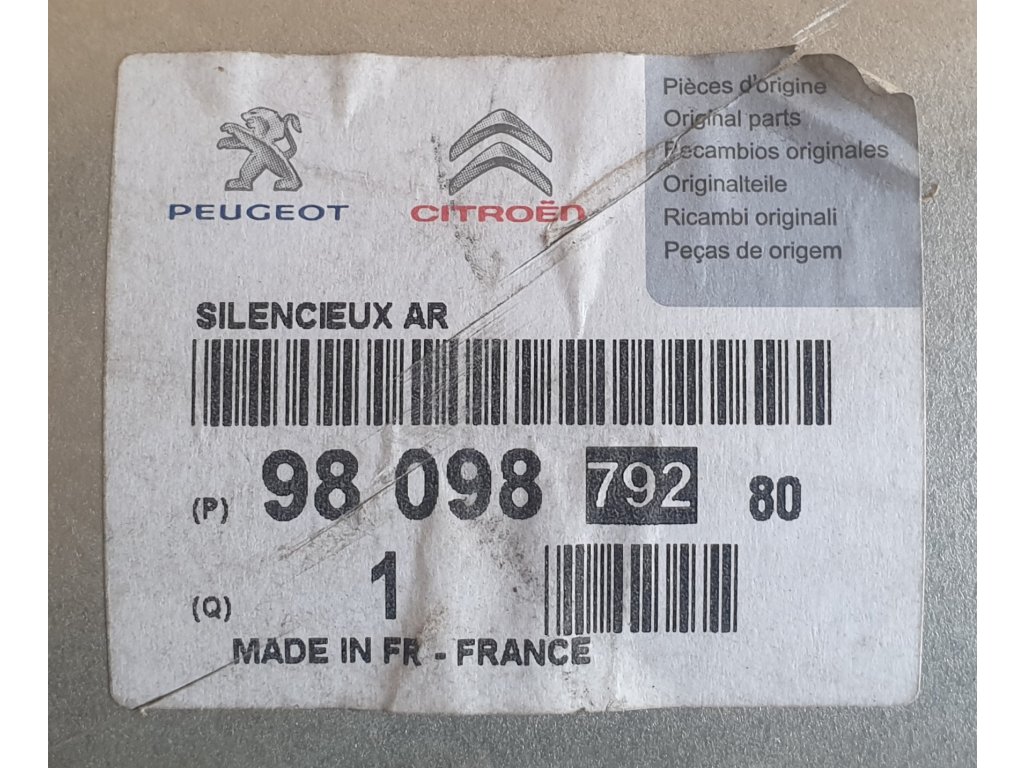 PEUGEOT
CITROËN
Pièces d'origine
Original parts
Recambios originales
Originalteile
Ricambi originali
Peças de origem
SILENCIEUX AR
(P) 98 098 792 80
(Q) 1
MADE IN FR - FRANCE